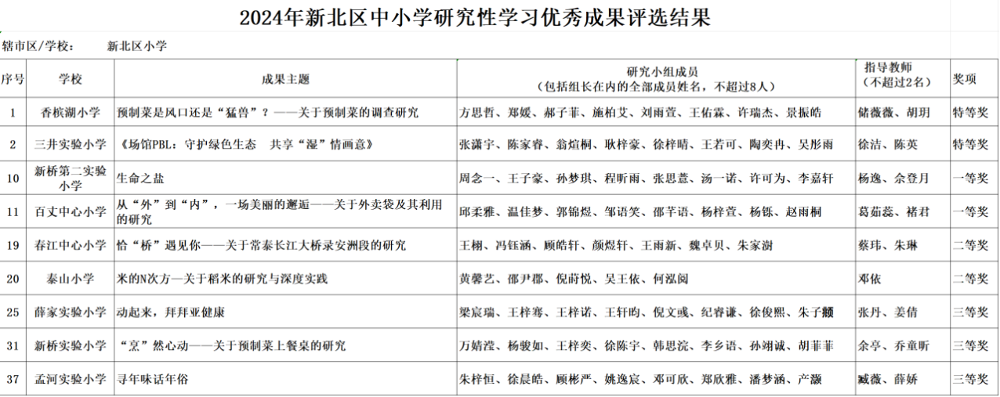 2024年新北区中小学研究性学习优秀成果评选结果
辖市区/学校： 新北区小学
序号 学校 成果主题 研究小组成员 （包括组长在内的全部成员姓名，不超过8人） 指导教师 （不超过2名） 奖项
1 香槟湖小学 预制菜是风口还是“猛兽”？——关于预制菜的调查研究 方思哲、郑媛、郝子菲、施柏艾、刘雨萱、王佑霖、许瑞杰、景振皓 储薇薇、胡玥 特等奖
2 三井实验小学 《场馆PBL：守护绿色生态 共享“湿”情画意》 张潇宇、陈家睿、翁煊桐、耿梓豪、徐梓晴、王若可、陶奕冉、吴彤雨 徐洁、陈英 特等奖
10 新桥第二实验小学 生命之盐 周念一、王子豪、孙梦琪、程昕雨、张思薏、汤一诺、许可为、李嘉轩 杨逸、佘登月 一等奖
11 百丈中心小学 从“外”到“内”，一场美丽的邂逅——关于外卖袋及其利用的研究 邱柔雅、温佳梦、郭锦煜、邹语笑、邵芊语、杨梓萱、杨铄、赵雨桐 葛茹蕊、褚君 一等奖
19 春江中心小学 恰“桥”遇见你——关于常泰长江大桥录安洲段的研究 王栩、冯钰涵、顾皓轩、颜煜轩、王雨新、魏卓贝、朱家澍 蔡玮、朱琳 二等奖
20 泰山小学 米的N次方—关于稻米的研究与深度实践 黄馨艺、邵尹郡、倪莳悦、吴王依、何泓阅 邓依 二等奖
25 薛家实验小学 动起来，拜拜亚健康 梁宸瑞、王梓骞、王梓诺、王轩昀、倪文彧、纪睿谦、徐俊熙、朱子颢 张丹、姜倩 三等奖
31 新桥实验小学 “烹”然心动——关于预制菜上餐桌的研究 万婧滢、杨骏如、王梓奕、徐陈宇、韩思浣、李乡语、孙翊诚、胡菲菲 余亭、乔童昕 三等奖
37 孟河实验小学 寻年味话年俗 朱梓恒、徐晨皓、顾彬严、姚逸宸、邓可欣、郑欣雅、潘梦涵、产灏 臧薇、薛娇 三等奖